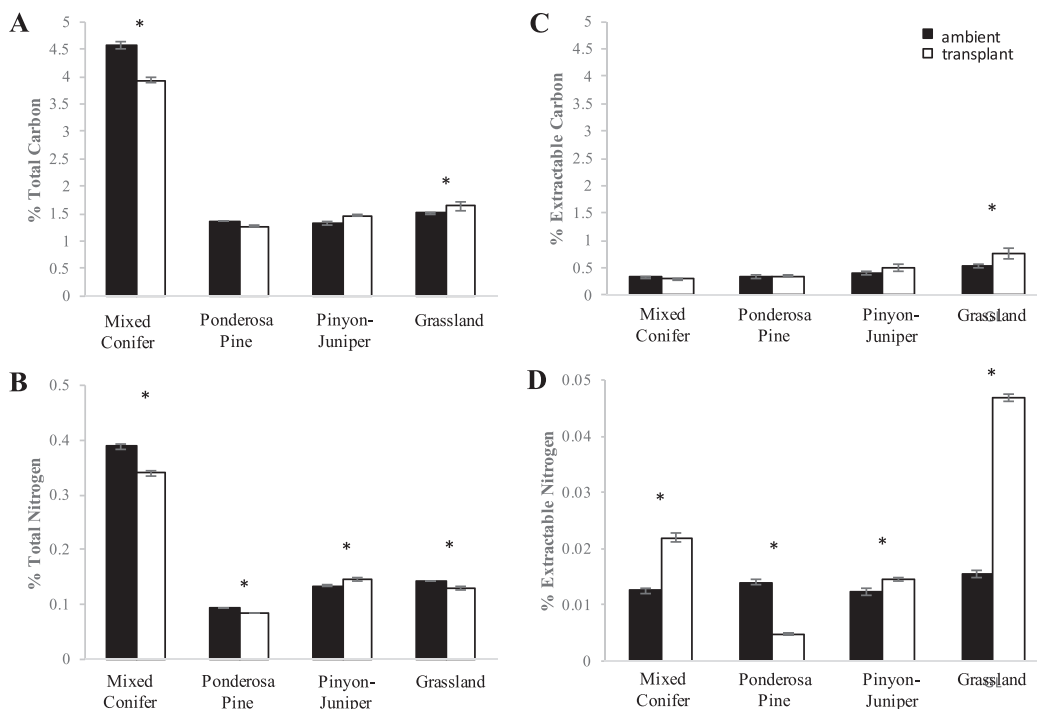 A
% Total Carbon
5
4.5
4
3.5
3
2.5
2
1.5
1
0.5
0
*
*
Mixed Conifer
Ponderosa Pine
Pinyon-Juniper
Grassland
C
% Extractable Carbon
5
4.5
4
3.5
3
2.5
2
1.5
1
0.5
0
ambient
transplant
*
Mixed Conifer
Ponderosa Pine
Pinyon-Juniper
Grassland
B
% Total Nitrogen
0.5
0.4
0.3
0.2
0.1
0
*
*
*
*
Mixed Conifer
Ponderosa Pine
Pinyon-Juniper
Grassland
D
% Extractable Nitrogen
0.05
0.04
0.03
0.02
0.01
0
*
*
*
*
Mixed Conifer
Ponderosa Pine
Pinyon-Juniper
Grassland